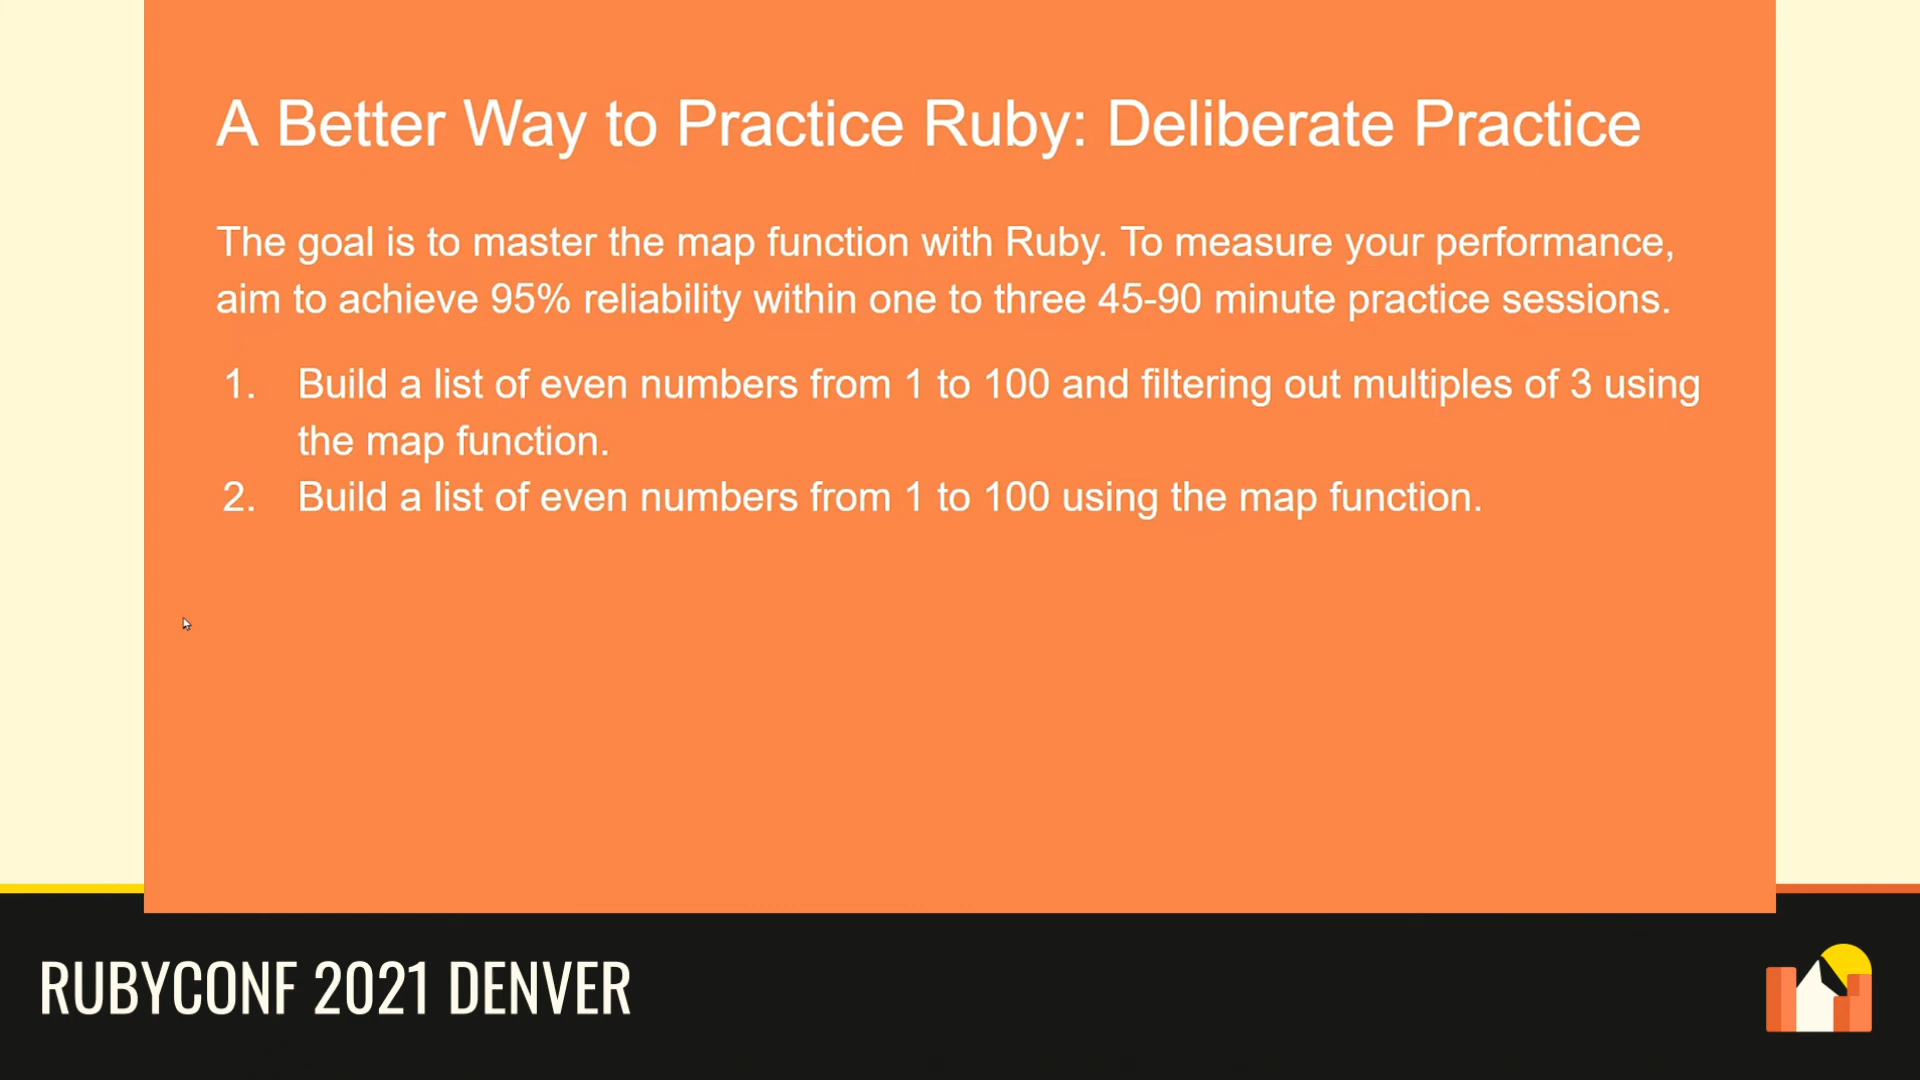 A Better Way to Practice Ruby: Deliberate Practice
The goal is to master the map function with Ruby. To measure your performance,
aim to achieve 95% reliability within one to three 45-90 minute practice sessions.
1. Build a list of even numbers from 1 to 100 and filtering out multiples of 3 using
the map function.
2. Build a list of even numbers from 1 to 100 using the map function.
RUBYCONF 2021 DENVER